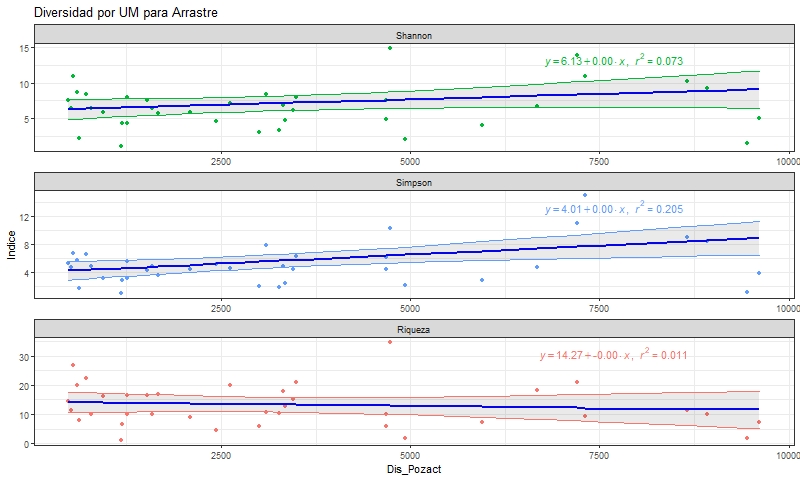 Diversidad por UM para Arrastre
Shannon
15
10
5
y = 6.13 + 0.00 · x, r² = 0.073
2500 5000 7500 10000
Simpson
12
8
4
y = 4.01 + 0.00 · x, r² = 0.205
2500 5000 7500 10000
Indice
Riqueza
30
20
10
0
y = 14.27 + -0.00 · x, r² = 0.011
2500 5000 7500 10000
Dis_Pozact